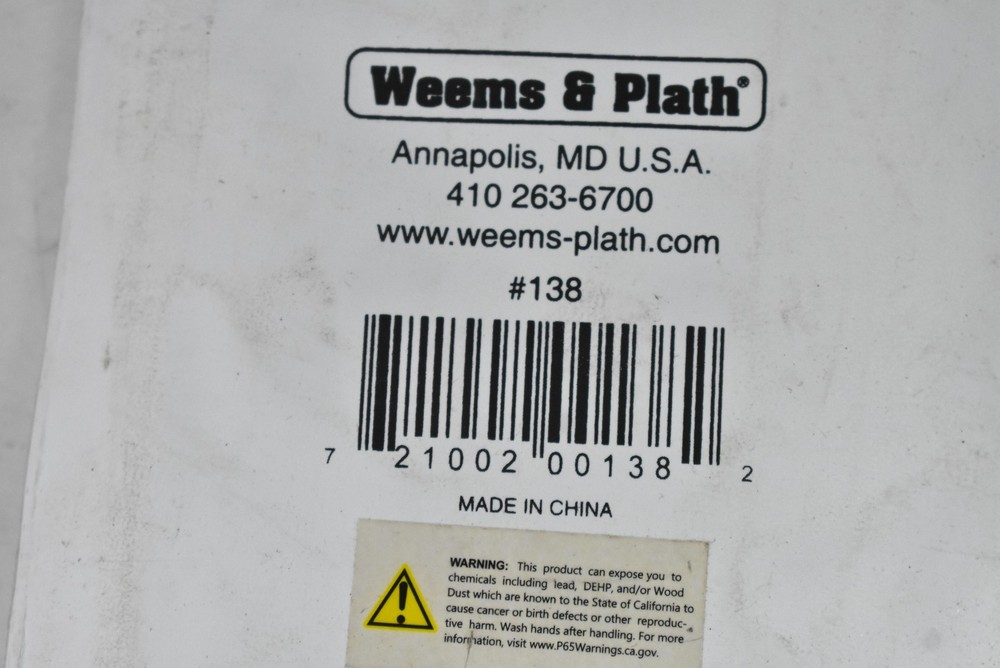 Weems & Plath®
Annapolis, MD U.S.A.
410 263-6700
www.weems-plath.com
#138
7 21002 00138 2
MADE IN CHINA
WARNING: This product can expose you to
chemicals including lead, DEHP, and/or Wood
Dust which are known to the State of California to
cause cancer or birth defects or other reproduc-
tive harm. Wash hands after handling. For more
information, visit www.P65Warnings.ca.gov.